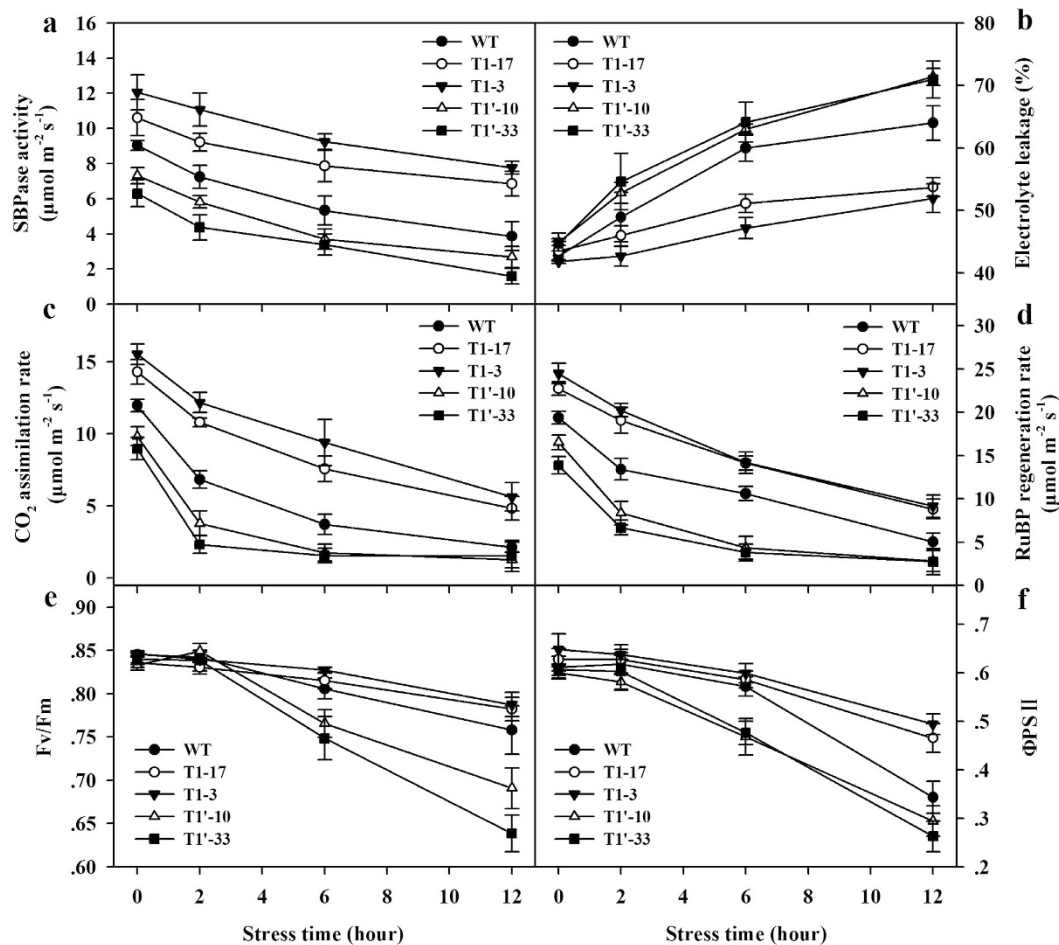 a
16
14
12
10
8
6
4
2
0
SBPase activity
(µmol m⁻² s⁻¹)
WT
T1-17
T1-3
T1'-10
T1'-33
b
80
70
60
50
40
Electrolyte leakage (%)
WT
T1-17
T1-3
T1'-10
T1'-33
c
15
10
5
0
CO₂ assimilation rate
(µmol m⁻² s⁻¹)
WT
T1-17
T1-3
T1'-10
T1'-33
d
30
25
20
15
10
5
0
RuBP regeneration rate
(µmol m⁻² s⁻¹)
WT
T1-17
T1-3
T1'-10
T1'-33
e
.90
.85
.80
.75
.70
.65
.60
Fv/Fm
WT
T1-17
T1-3
T1'-10
T1'-33
0 2 4 6 8 10 12
Stress time (hour)
f
.7
.6
.5
.4
.3
.2
ΦPSⅡ
WT
T1-17
T1-3
T1'-10
T1'-33
0 2 4 6 8 10 12
Stress time (hour)